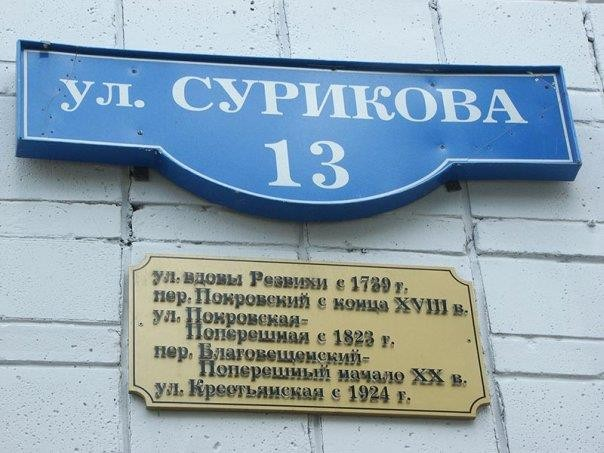 ул. СУРИКОВА
13
ул. вдовы Резвихи с 1739 г.
пер. Покровский с конца XVIII в.
ул. Покровская-
Поперешная с 1823 г.
пер. Благовещенский-
Поперешный начало XX в.
ул. Крестьянская с 1924 г.